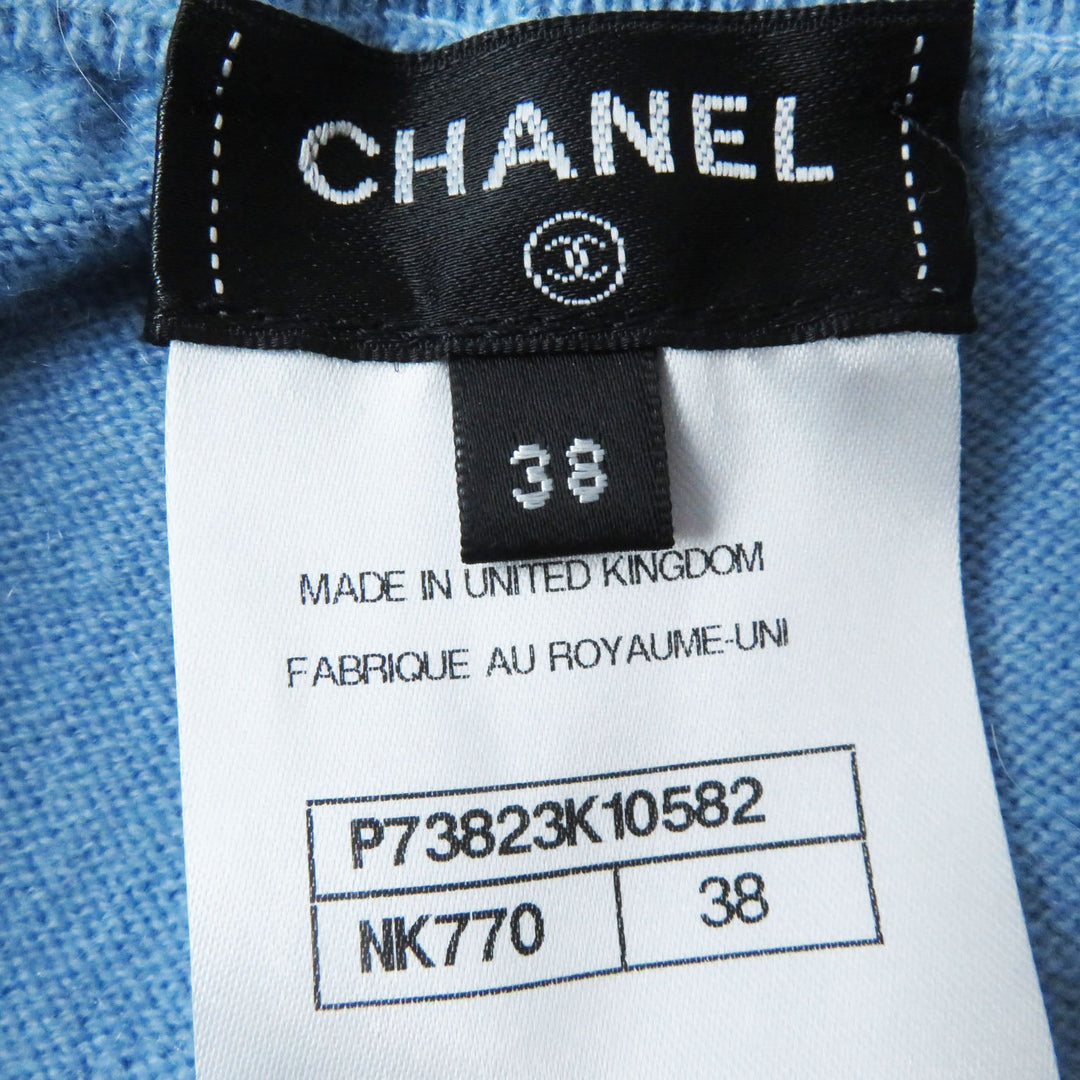 CHANEL
38
MADE IN UNITED KINGDOM
FABRIQUE AU ROYAUME-UNI
P73823K10582
NK770 38